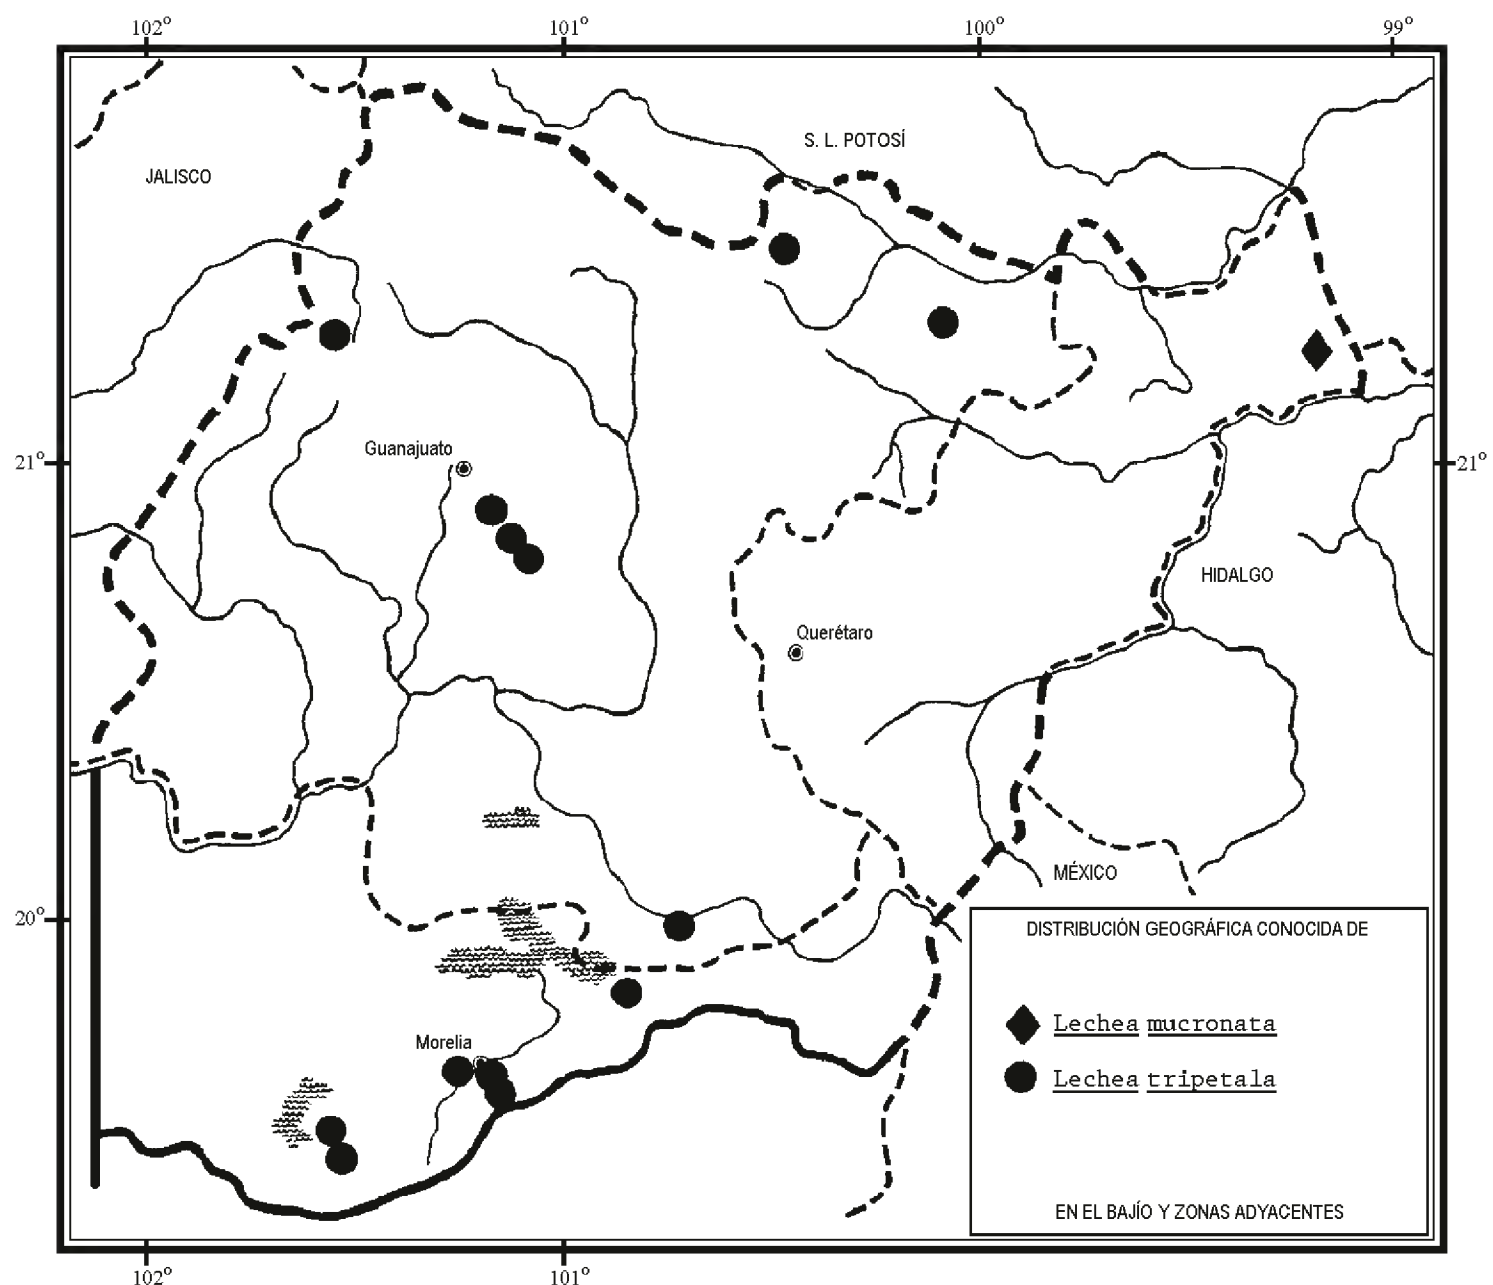 102° 101° 100° 99°
S. L. POTOSÍ
JALISCO
Guanajuato
21° 21°
HIDALGO
Querétaro
MÉXICO
20°
DISTRIBUCIÓN GEOGRÁFICA CONOCIDA DE
Lechea mucronata
Morelia
Lechea tripetala
EN EL BAJÍO Y ZONAS ADYACENTES
102° 101°